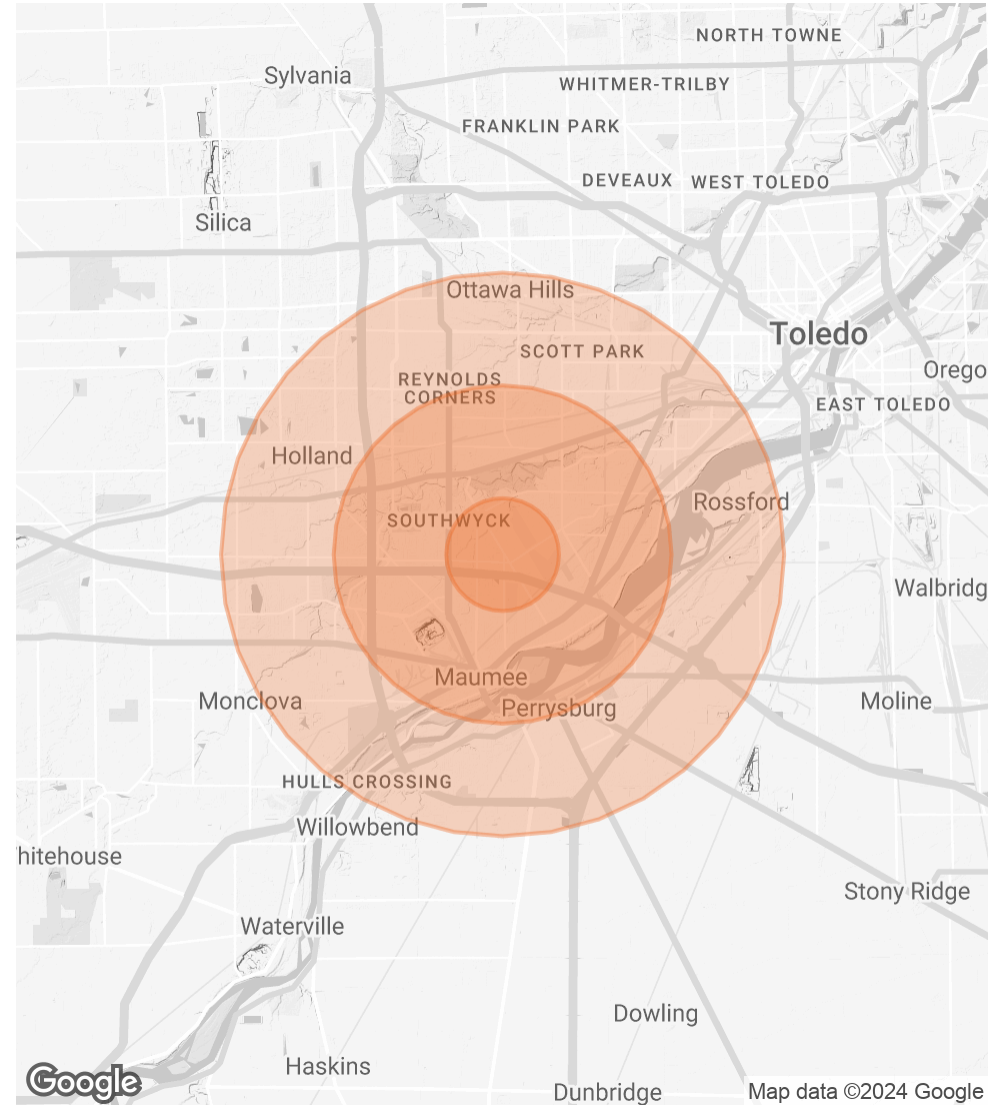 NORTH TOWNE
Sylvania
WHITMER-TRILBY
FRANKLIN PARK
DEVEAUX
WEST TOLEDO
Silica
Ottawa Hills
Toledo
SCOTT PARK
Orego
REYNOLDS
CORNERS
EAST TOLEDO
Holland
Rossford
SOUTHWYCK
Walbridg
Maumee
Monclova
Perrysburg
Moline
HULLS CROSSING
Willowbend
hitehouse
Stony Ridge
Waterville
Dowling
Haskins
Google
Dunbridge
Map data ©2024 Google